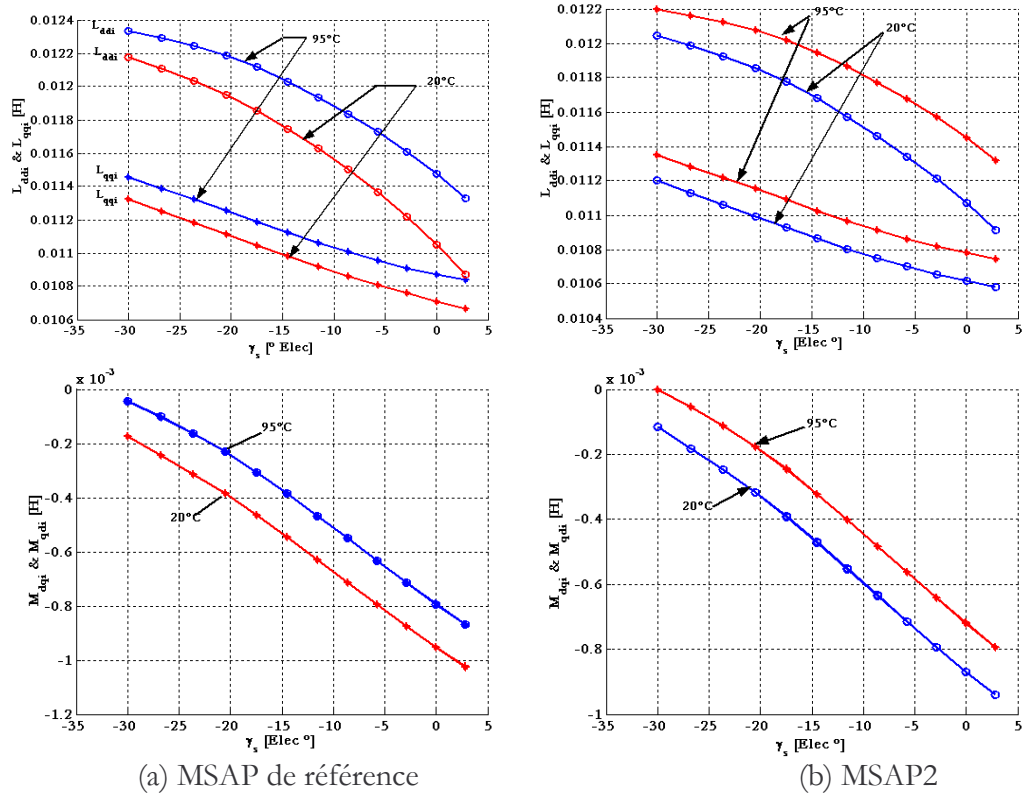 0.0124
0.0122
0.012
0.0118
0.0116
0.0114
0.0112
0.011
0.0108
0.0106
L_ddi & L_qqi [H]
L_ddi
L_ddi
L_qqi
L_qqi
95°C
20°C
-35 -30 -25 -20 -15 -10 -5 0 5
γ_s [° Elec]
0.0122
0.012
0.0118
0.0116
0.0114
0.0112
0.011
0.0108
0.0106
0.0104
L_ddi & L_qqi [H]
95°C
20°C
-35 -30 -25 -20 -15 -10 -5 0 5
γ_s [Elec °]
x 10^-3
0
-0.2
-0.4
-0.6
-0.8
-1
-1.2
M_dqi & M_qdi [H]
95°C
20°C
-35 -30 -25 -20 -15 -10 -5 0 5
γ_s [Elec °]
x 10^-3
0
-0.2
-0.4
-0.6
-0.8
-1
M_dqi & M_qdi [H]
95°C
20°C
-35 -30 -25 -20 -15 -10 -5 0 5
γ_s [Elec °]
(a) MSAP de référence
(b) MSAP2